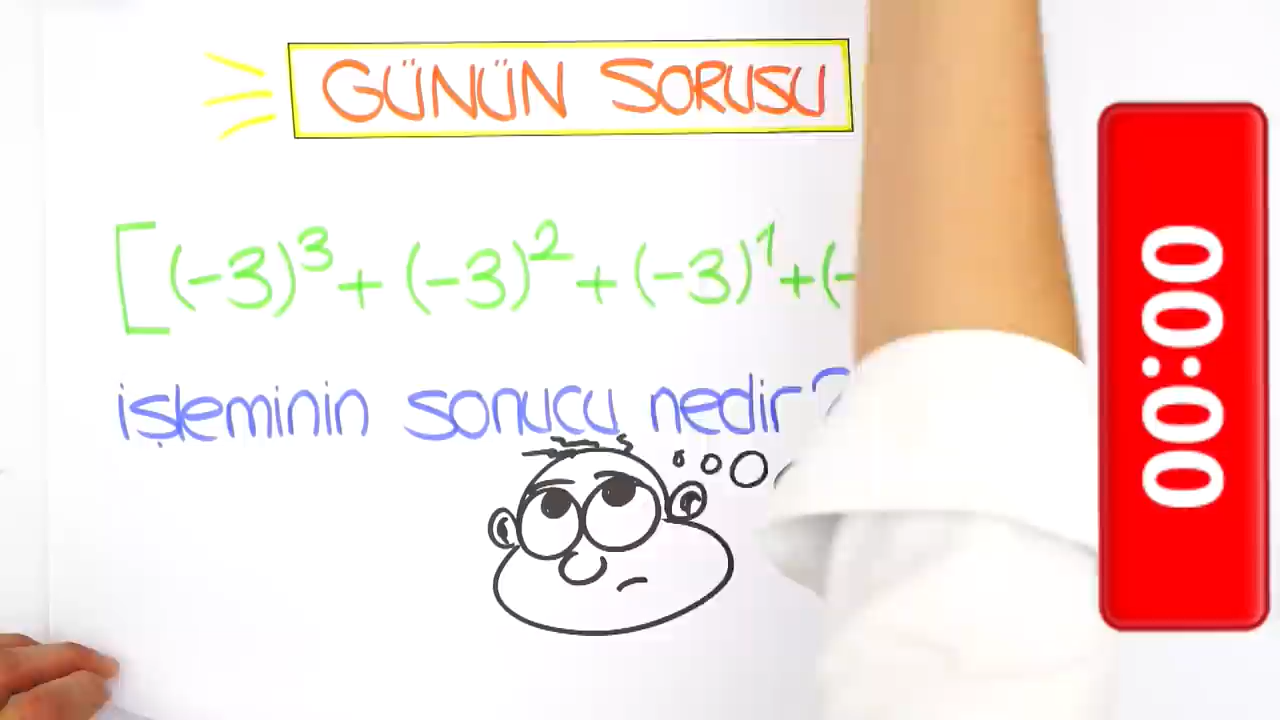 GÜNÜN SORUSU
[(-3)³ + (-3)² + (-3)¹ + (-
işleminin sonucu nedir?
00:00